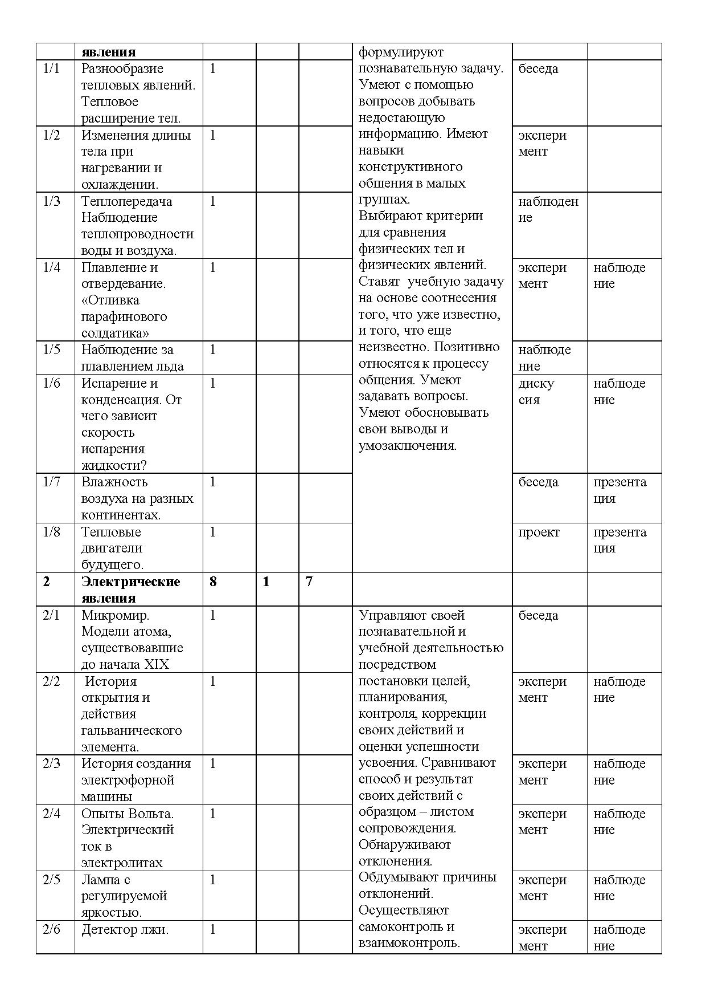 явления
1/1 Разнообразие 1 беседа
тепловых явлений.
Тепловое
расширение тел.
1/2 Изменения длины 1 экспери
тела при мент
нагревании и
охлаждении.
1/3 Теплопередача 1 наблюден
Наблюдение ие
теплопроводности
воды и воздуха.
1/4 Плавление и 1 экспери наблюде
отвердевание. мент ние
«Отливка
парафинового
солдатика»
1/5 Наблюдение за 1 наблюде
плавлением льда ние
1/6 Испарение и 1 диску наблюде
конденсация. От сия ние
чего зависит
скорость
испарения
жидкости?
1/7 Влажность 1 беседа презента
воздуха на разных ция
континентах.
1/8 Тепловые 1 проект презента
двигатели ция
будущего.
формулируют
познавательную задачу.
Умеют с помощью
вопросов добывать
недостающую
информацию. Имеют
навыки
конструктивного
общения в малых
группах.
Выбирают критерии
для сравнения
физических тел и
физических явлений.
Ставят учебную задачу
на основе соотнесения
того, что уже известно,
и того, что еще
неизвестно. Позитивно
относятся к процессу
общения. Умеют
задавать вопросы.
Умеют обосновывать
свои выводы и
умозаключения.
2 Электрические 8 1 7
явления
2/1 Микромир. 1 беседа
Модели атома,
существовавшие
до начала XIX
2/2 История 1 экспери наблюде
открытия и мент ние
действия
гальванического
элемента.
2/3 История создания 1 экспери наблюде
электрофорной мент ние
машины
2/4 Опыты Вольта. 1 экспери наблюде
Электрический мент ние
ток в
электролитах
2/5 Лампа с 1 экспери наблюде
регулируемой мент ние
яркостью.
2/6 Детектор лжи. 1 экспери наблюде
мент ние
Управляют своей
познавательной и
учебной деятельностью
посредством
постановки целей,
планирования,
контроля, коррекции
своих действий и
оценки успешности
усвоения. Сравнивают
способ и результат
своих действий с
образцом – листом
сопровождения.
Обнаруживают
отклонения.
Обдумывают причины
отклонений.
Осуществляют
самоконтроль и
взаимоконтроль.